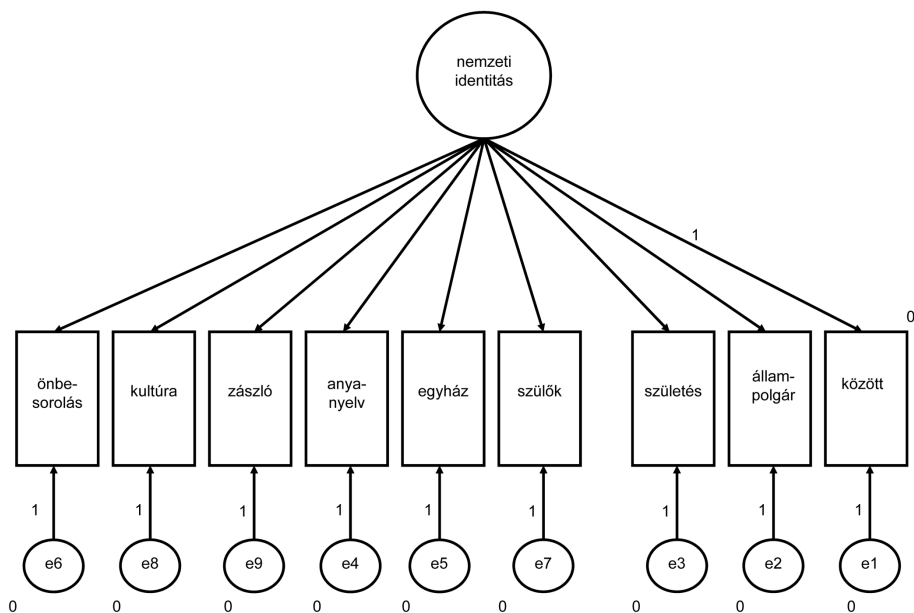 nemzeti
identitás
1
0
önbe-
sorolás
kultúra
zászló
anya-
nyelv
egyház
szülők
születés
állam-
polgár
között
1
1
1
1
1
1
1
1
1
e6
e8
e9
e4
e5
e7
e3
e2
e1
0
0
0
0
0
0
0
0
0